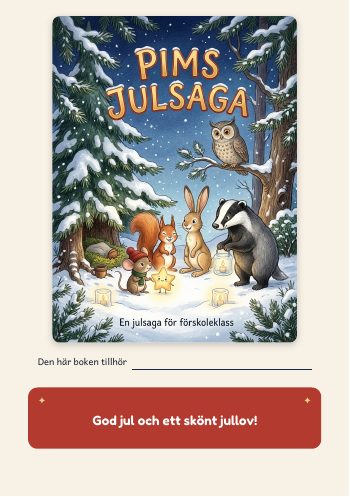 PIMS
JULSAGA
En julsaga för förskoleklass
Den här boken tillhör
God jul och ett skönt jullov!